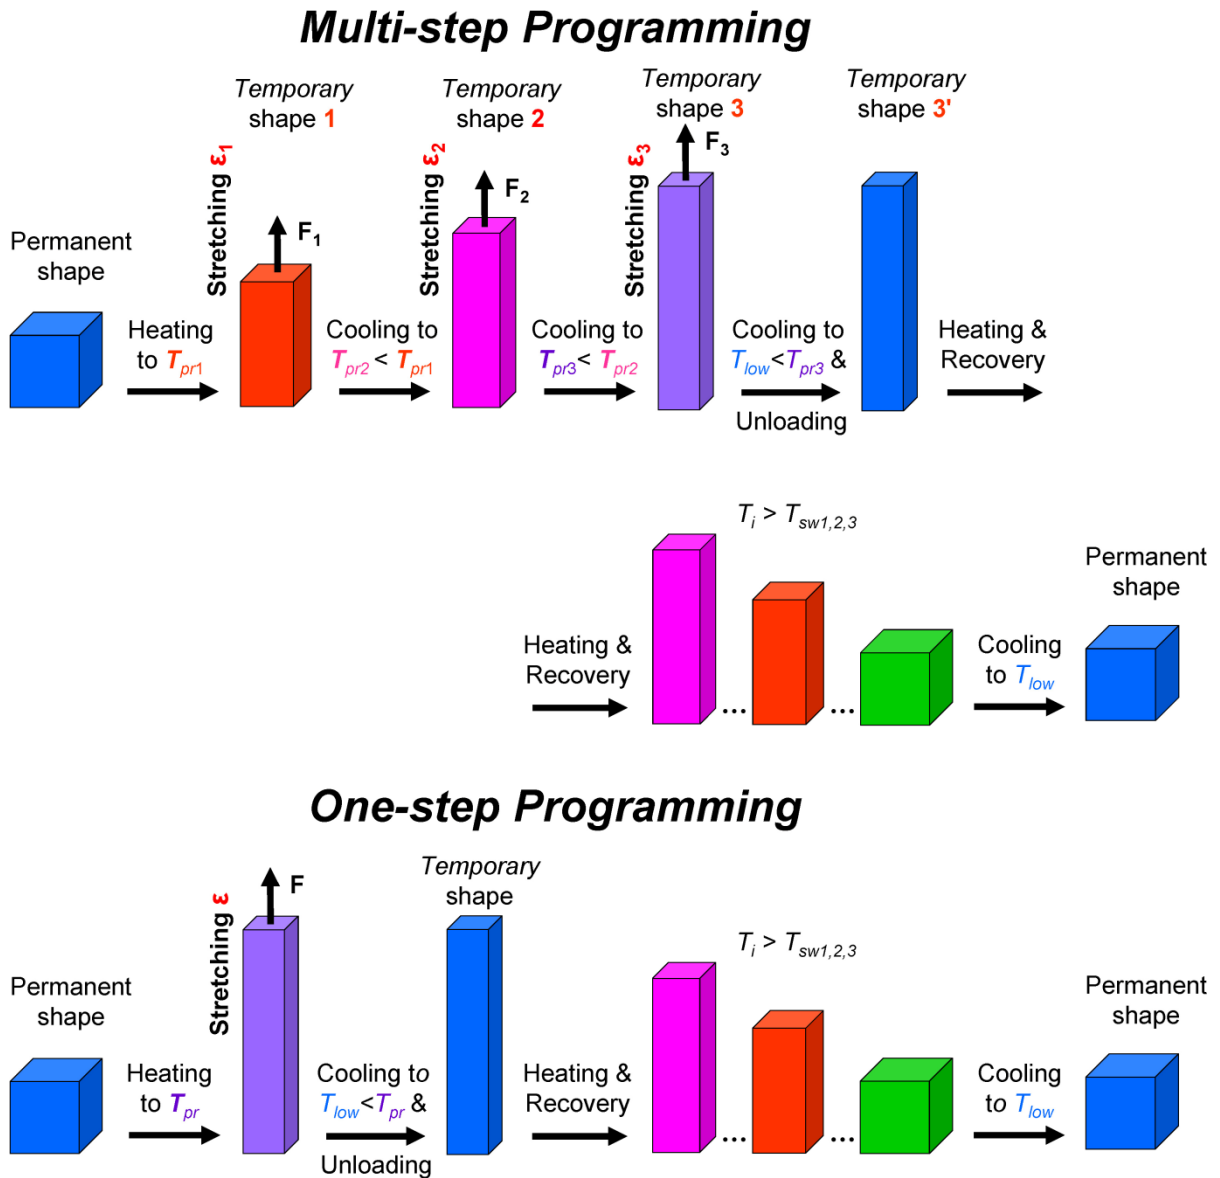 Multi-step Programming
Temporary
shape 1
Temporary
shape 2
Temporary
shape 3
Temporary
shape 3'
Permanent
shape
Stretching ε1
F1
Stretching ε2
F2
Stretching ε3
F3
Heating
to Tpr1
Cooling to
Tpr2 < Tpr1
Cooling to
Tpr3 < Tpr2
Cooling to
Tlow<Tpr3 &
Unloading
Heating &
Recovery
Ti > Tsw1,2,3
Heating &
Recovery
...
...
Cooling
to Tlow
Permanent
shape
One-step Programming
Permanent
shape
Heating
to Tpr
Stretching ε
F
Cooling to
Tlow<Tpr &
Unloading
Temporary
shape
Heating &
Recovery
Ti > Tsw1,2,3
...
...
Cooling
to Tlow
Permanent
shape